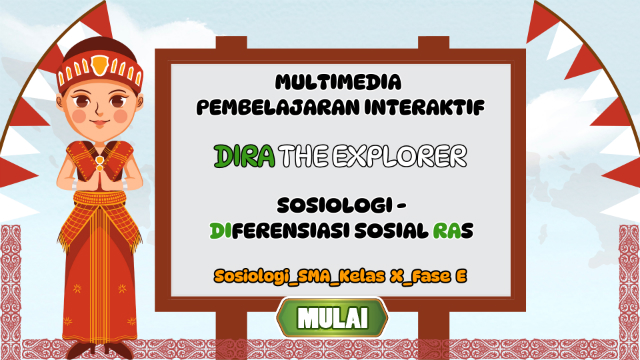 MULTIMEDIA
PEMBELAJARAN INTERAKTIF
DIRA THE EXPLORER
SOSIOLOGI -
DIFERENSIASI SOSIAL RAS
Sosiologi_SMA_Kelas X_Fase E
MULAI